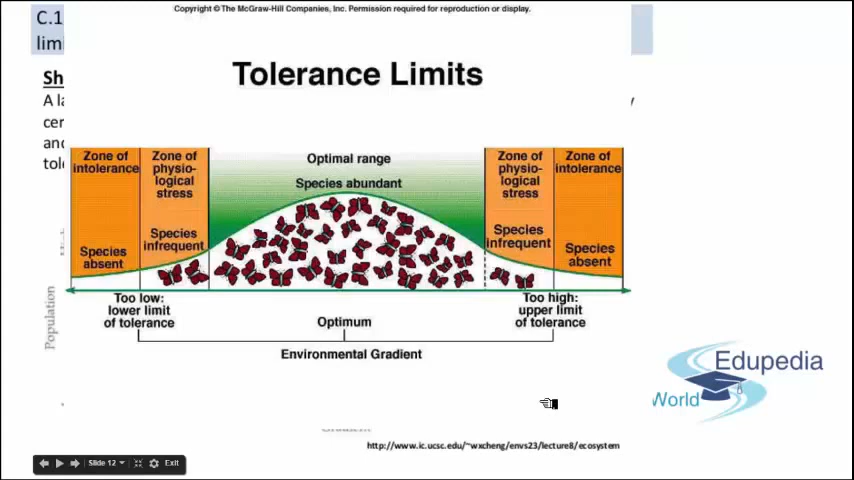 Copyright © The McGraw-Hill Companies, Inc. Permission required for reproduction or display.
C.1
lim
Tolerance Limits
Sh
A la
cer
and
tole
Zone of
intolerance
Zone of
physio-
logical
stress
Optimal range
Species abundant
Zone of
physio-
logical
stress
Zone of
intolerance
Species
absent
Species
infrequent
Species
infrequent
Species
absent
Too low:
lower limit
of tolerance
Optimum
Too high:
upper limit
of tolerance
Environmental Gradient
Population
Edupedia
World
http://www.ic.ucsc.edu/~wxcheng/envs23/lecture8/ecosystem
Slide 12
Exit